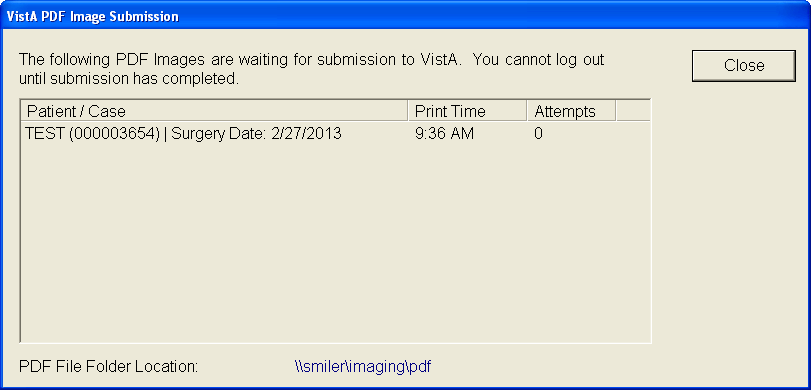 VistA PDF Image Submission
The following PDF Images are waiting for submission to VistA. You cannot log out
until submission has completed.
Close
Patient / Case Print Time Attempts
TEST (000003654) | Surgery Date: 2/27/2013 9:36 AM 0
PDF File Folder Location: \\smiler\imaging\pdf